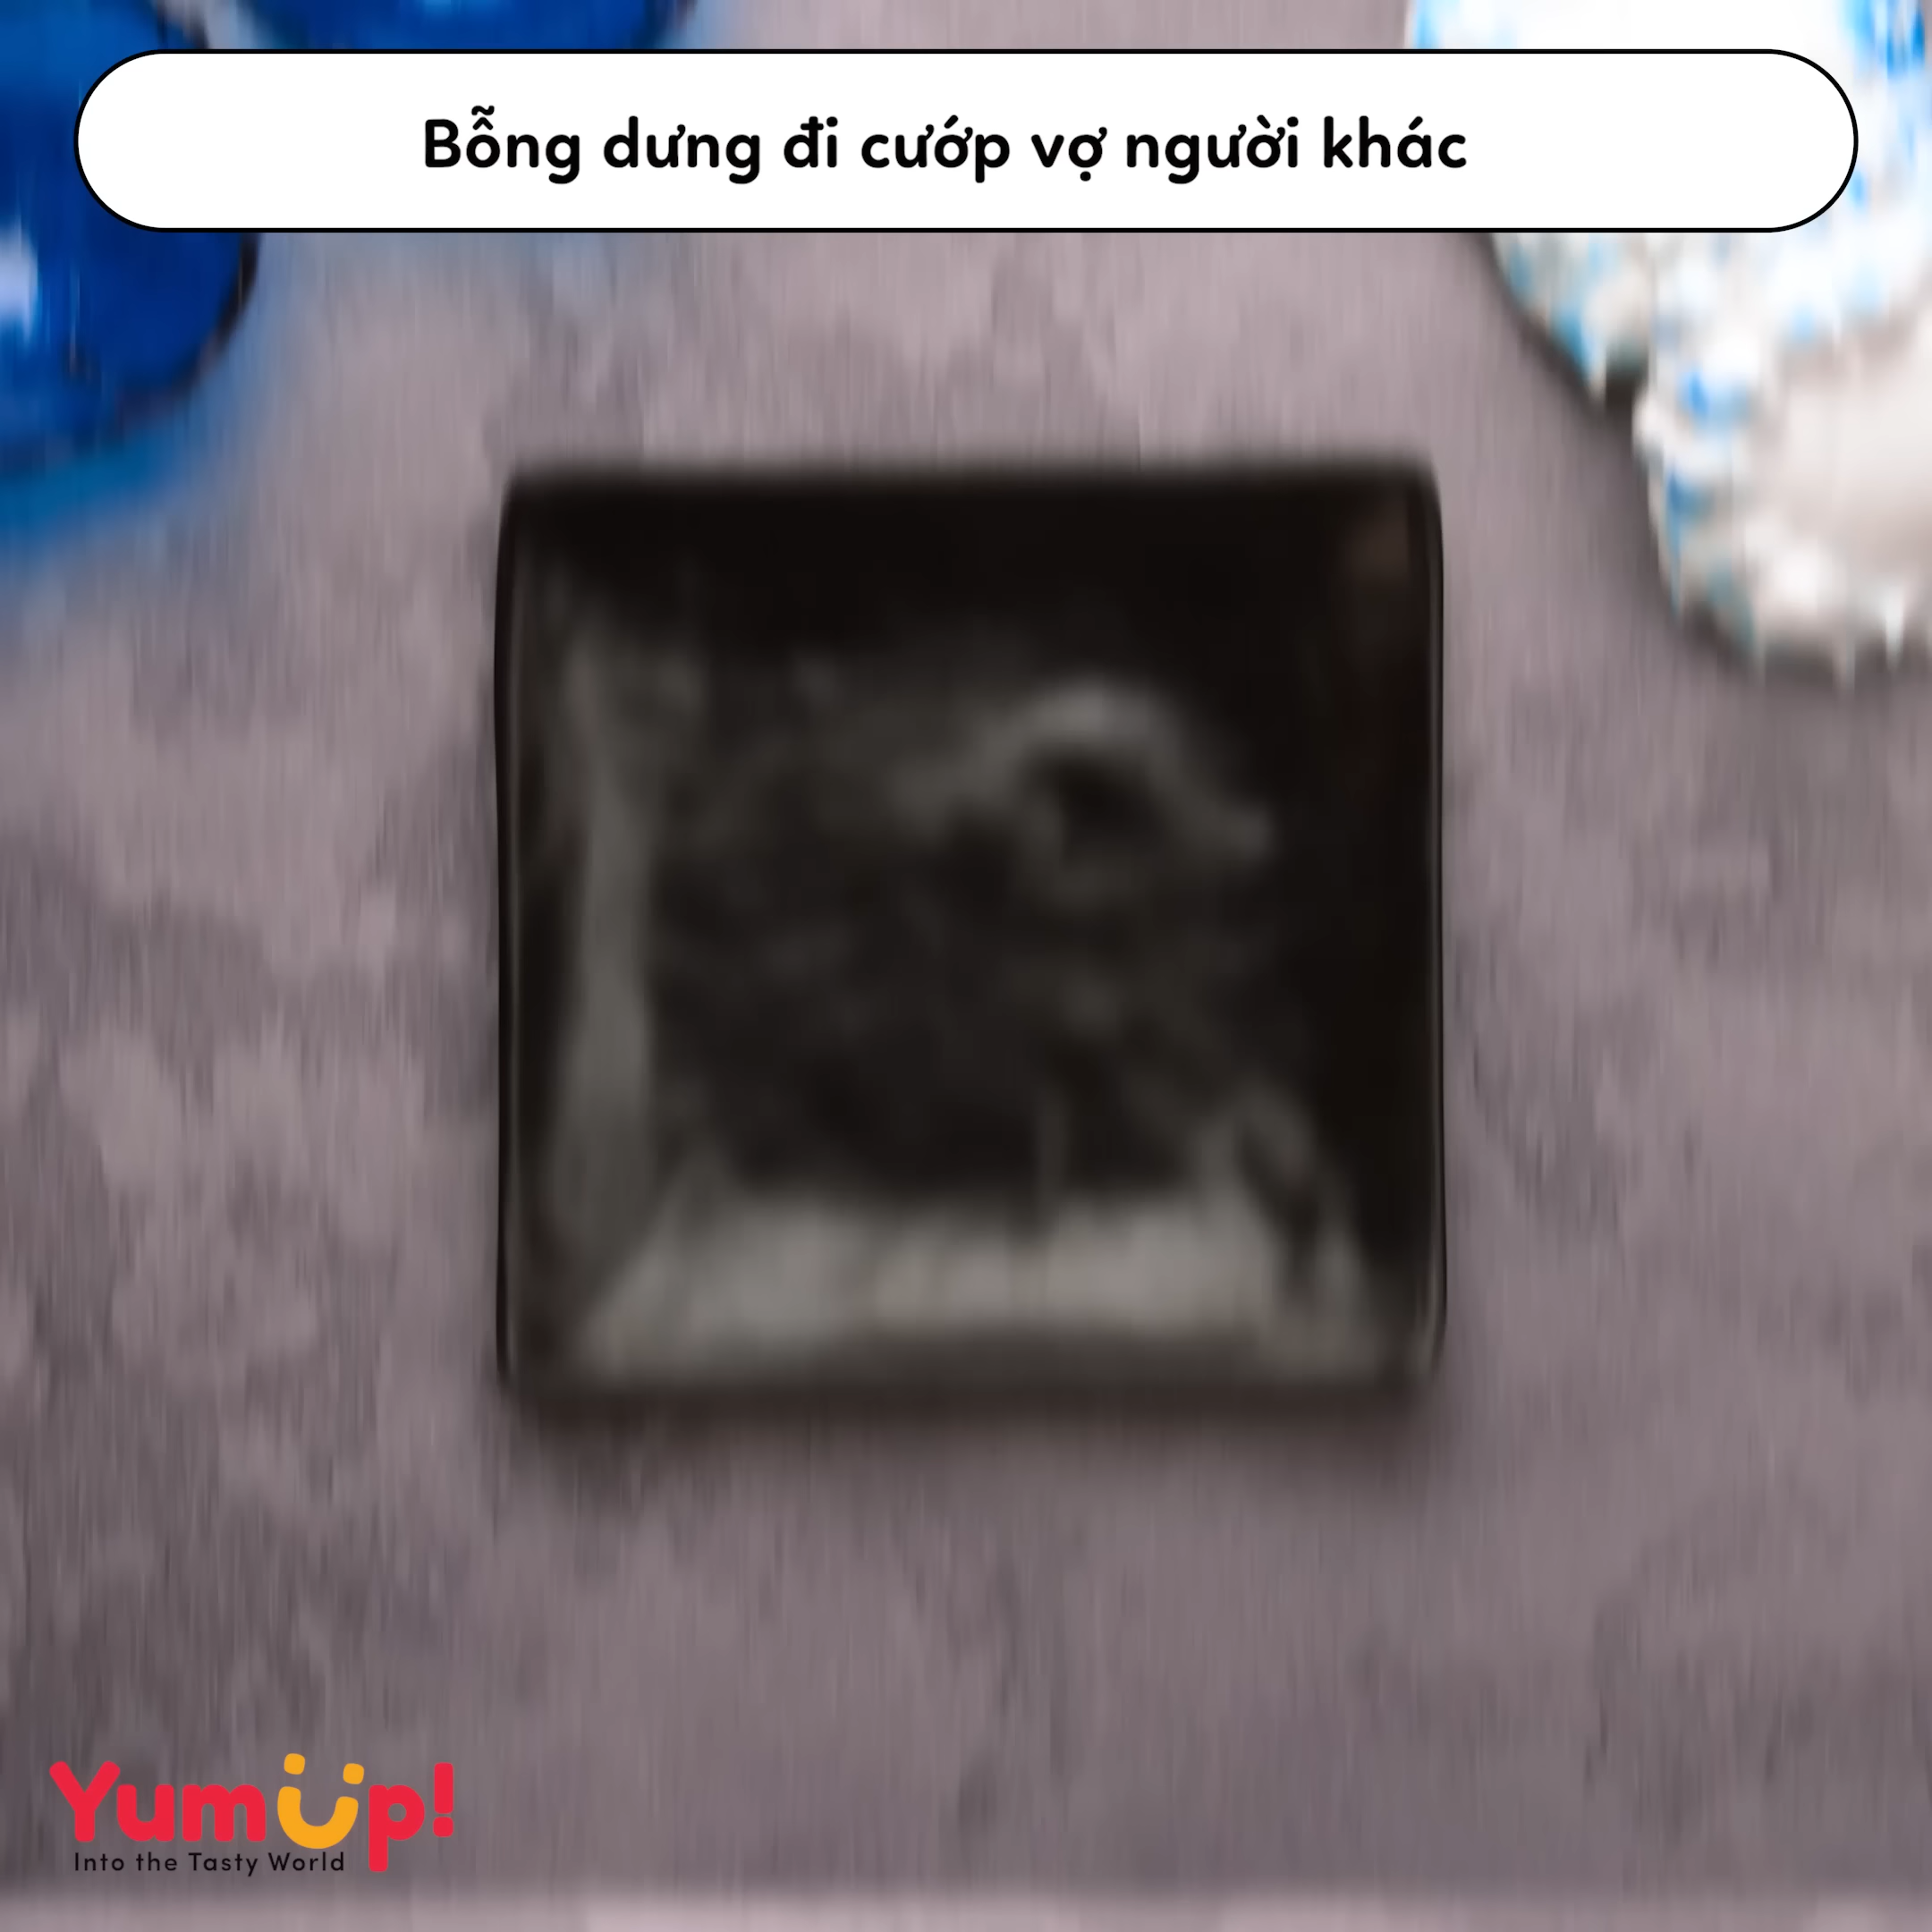 Bỗng dưng đi cướp vợ người khác
YumUp!
Into the Tasty World